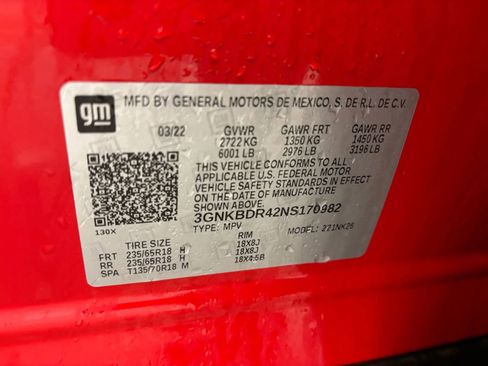 gm
MFD BY GENERAL MOTORS DE MEXICO, S. DE R.L. DE C.V.
03/22 GVWR GAWR FRT GAWR RR
2722 KG 1350 KG 1450 KG
6001 LB 2976 LB 3196 LB
THIS VEHICLE CONFORMS TO ALL
APPLICABLE U.S. FEDERAL MOTOR
VEHICLE SAFETY STANDARDS IN EFFECT
ON THE DATE OF MANUFACTURE
3GNKBDR42NS170982
130X TYPE: MPV MODEL: 271NK26
TIRE SIZE RIM
FRT 235/65R18 H 18X8J
RR 235/65R18 H 18X8J
SPA T135/70R18 M 18X4.5B